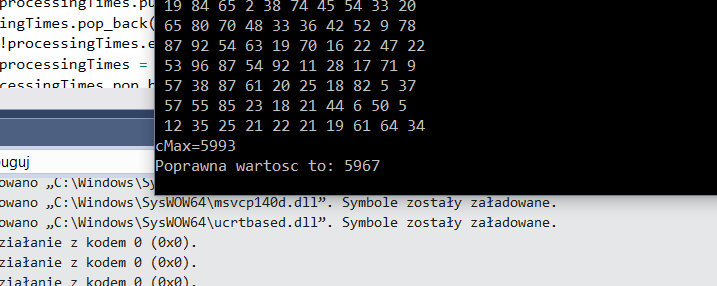 processingTimes.pu
ingTimes.pop_back(
!processingTimes.e
processingTimes =
19 84 65 2 38 74 45 54 33 20
65 80 70 48 33 36 42 52 9 78
87 92 54 63 19 70 16 22 47 22
53 96 87 54 92 11 28 17 71 9
57 38 87 61 20 25 18 82 5 37
57 55 85 23 18 21 44 6 50 5
12 35 25 21 22 21 19 61 64 34
cMax=5993
Poprawna wartosc to: 5967
uguj
owano „C:\Windows\Sys
owano „C:\Windows\SysWOW64\msvcp140d.dll”. Symbole zostały załadowane.
owano „C:\Windows\SysWOW64\ucrtbased.dll”. Symbole zostały załadowane.
ziałanie z kodem 0 (0x0).
ziałanie z kodem 0 (0x0).
ziałanie z kodem 0 (0x0).